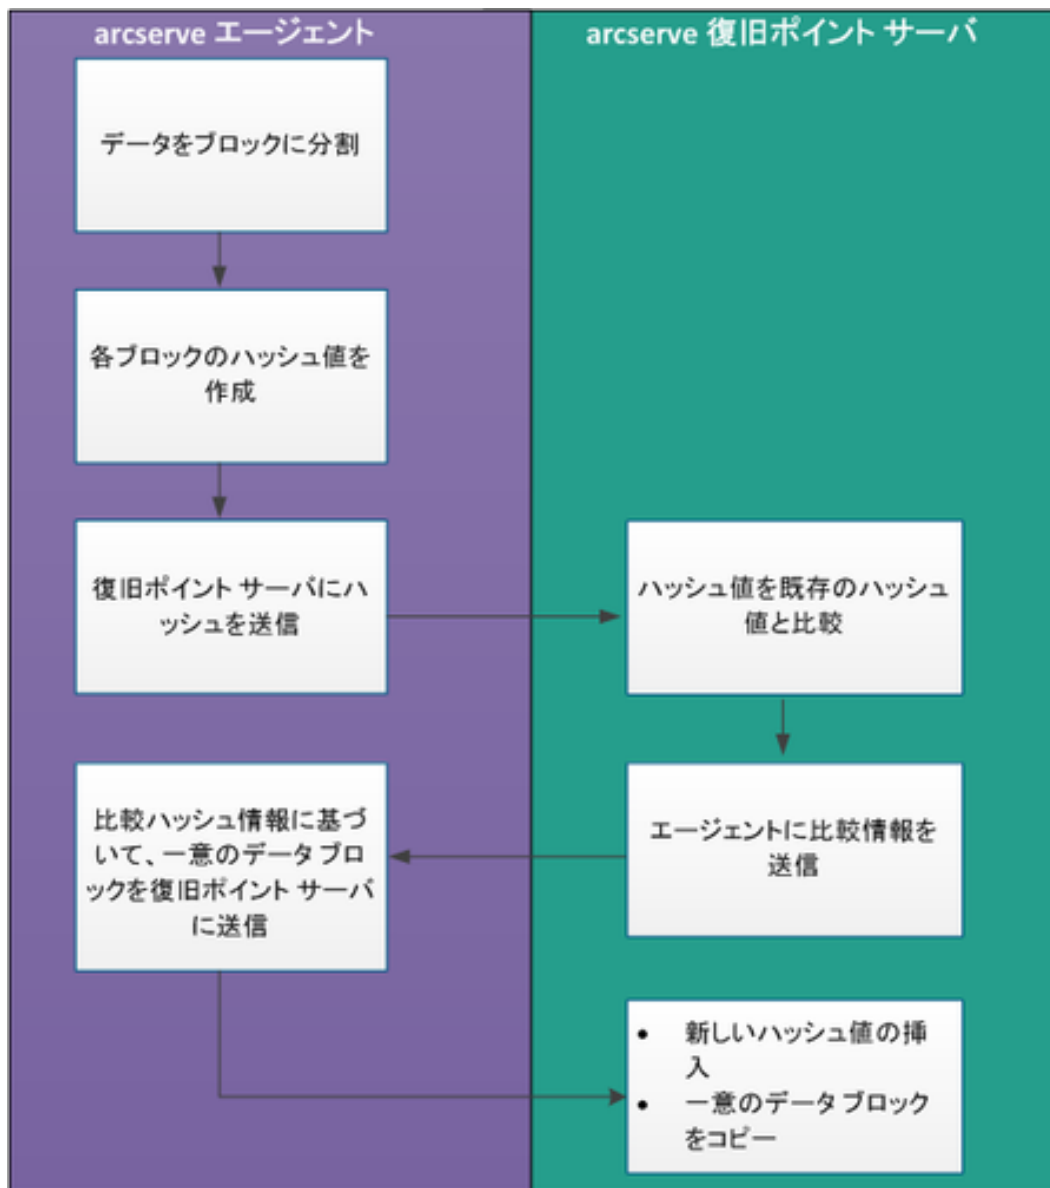 arcserve エージェント
arcserve 復旧ポイント サーバ
データをブロックに分割
各ブロックのハッシュ値を
作成
復旧ポイント サーバにハ
ッシュを送信
ハッシュ値を既存のハッシュ
値と比較
エージェントに比較情報を
送信
比較ハッシュ情報に基づ
いて、一意のデータ ブロ
ックを復旧ポイント サーバ
に送信
• 新しいハッシュ値の挿
入
• 一意のデータ ブロック
をコピー